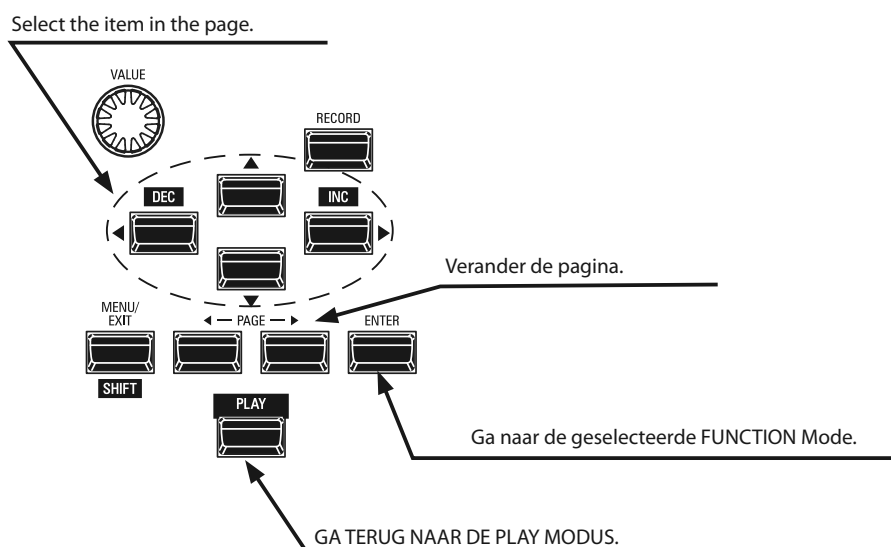 Select the item in the page.
VALUE
RECORD
DEC
INC
Verander de pagina.
MENU/
EXIT
PAGE
ENTER
SHIFT
PLAY
Ga naar de geselecteerde FUNCTION Mode.
GA TERUG NAAR DE PLAY MODUS.